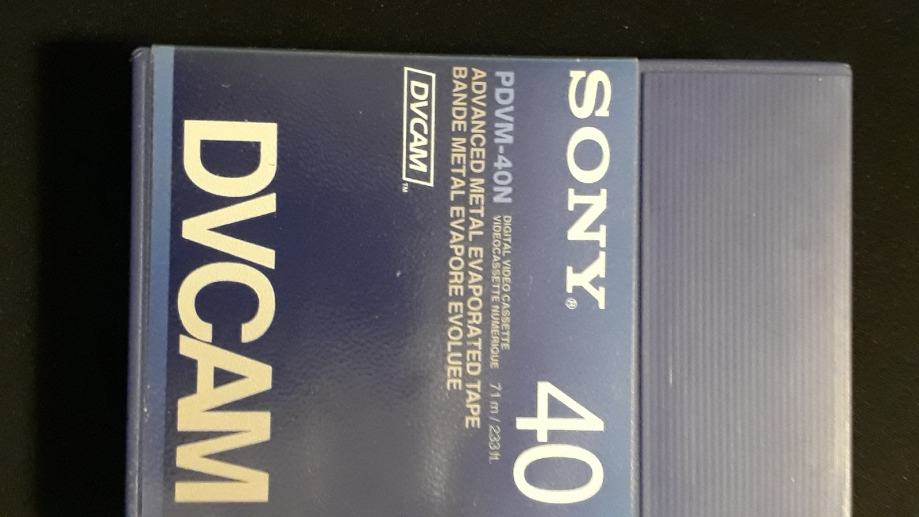 SONY®
40
PDVM-40N
DIGITAL VIDEO CASSETTE
VIDEOCASSETTE NUMERIQUE 71 m / 233 ft.
ADVANCED METAL EVAPORATED TAPE
BANDE METAL EVAPORE EVOLUEE
DVCAM™
DVCAM